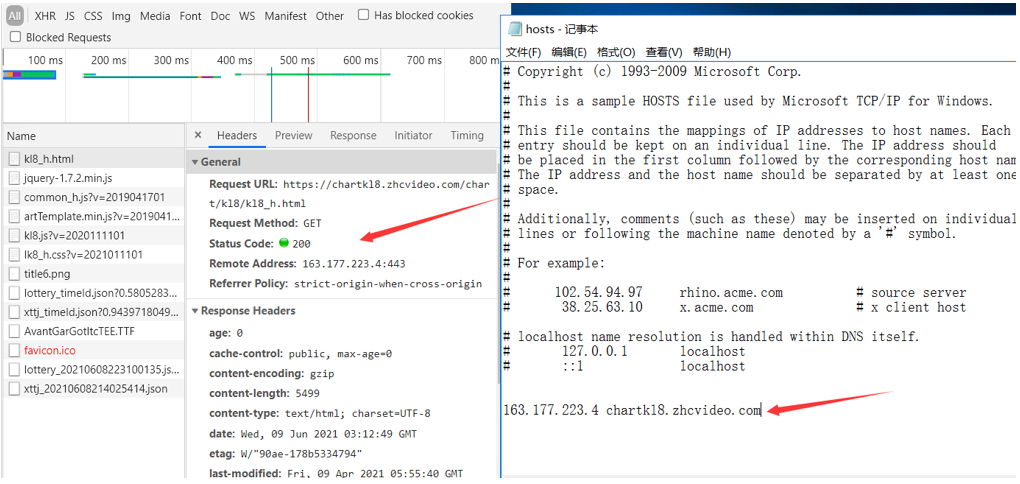 All XHR JS CSS Img Media Font Doc WS Manifest Other Has blocked cookies
Blocked Requests
100 ms 200 ms 300 ms 400 ms 500 ms 600 ms 700 ms 800 m
Name
kl8_h.html
jquery-1.7.2.min.js
common_h.js?v=2019041701
artTemplate.min.js?v=2019041...
kl8.js?v=2020111101
lk8_h.css?v=2021011101
title6.png
lottery_timeId.json?0.5805283...
xttj_timeId.json?0.9439718049...
AvantGarGotItcTEE.TTF
favicon.ico
lottery_20210608223100135.js...
xttj_20210608214025414.json
× Headers Preview Response Initiator Timing
General
Request URL: https://chartkl8.zhcvideo.com/char
t/kl8/kl8_h.html
Request Method: GET
Status Code: 200
Remote Address: 163.177.223.4:443
Referrer Policy: strict-origin-when-cross-origin
Response Headers
age: 0
cache-control: public, max-age=0
content-encoding: gzip
content-length: 5499
content-type: text/html; charset=UTF-8
date: Wed, 09 Jun 2021 03:12:49 GMT
etag: W/"90ae-178b5334794"
last-modified: Fri, 09 Apr 2021 05:55:40 GMT
hosts - 记事本
文件(F) 编辑(E) 格式(O) 查看(V) 帮助(H)
# Copyright (c) 1993-2009 Microsoft Corp.
#
# This is a sample HOSTS file used by Microsoft TCP/IP for Windows.
#
# This file contains the mappings of IP addresses to host names. Each
# entry should be kept on an individual line. The IP address should
# be placed in the first column followed by the corresponding host nam
# The IP address and the host name should be separated by at least one
# space.
#
# Additionally, comments (such as these) may be inserted on individual
# lines or following the machine name denoted by a '#' symbol.
#
# For example:
#
# 102.54.94.97 rhino.acme.com # source server
# 38.25.63.10 x.acme.com # x client host
# localhost name resolution is handled within DNS itself.
# 127.0.0.1 localhost
# ::1 localhost
163.177.223.4 chartkl8.zhcvideo.com